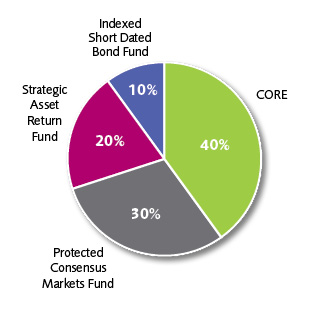 Indexed
Short Dated
Bond Fund
10%
Strategic
Asset
Return
Fund
20%
CORE
40%
30%
Protected
Consensus
Markets Fund